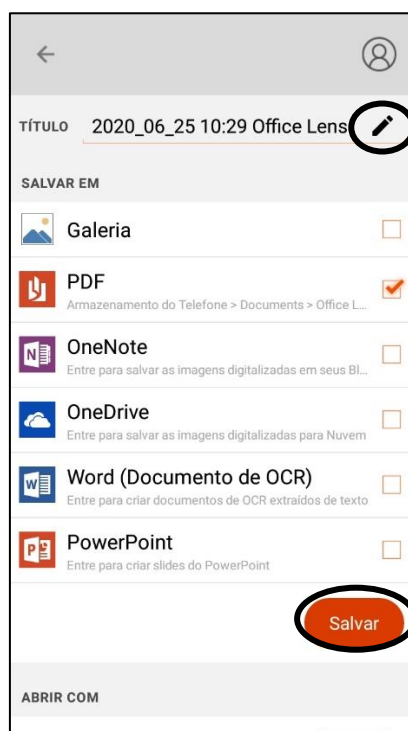 TÍTULO 2020_06_25 10:29 Office Lens
SALVAR EM
Galeria
PDF
Armazenamento do Telefone > Documents > Office L...
OneNote
Entre para salvar as imagens digitalizadas em seus Bl...
OneDrive
Entre para salvar as imagens digitalizadas para Nuvem
Word (Documento de OCR)
Entre para criar documentos de OCR extraídos de texto
PowerPoint
Entre para criar slides do PowerPoint
Salvar
ABRIR COM